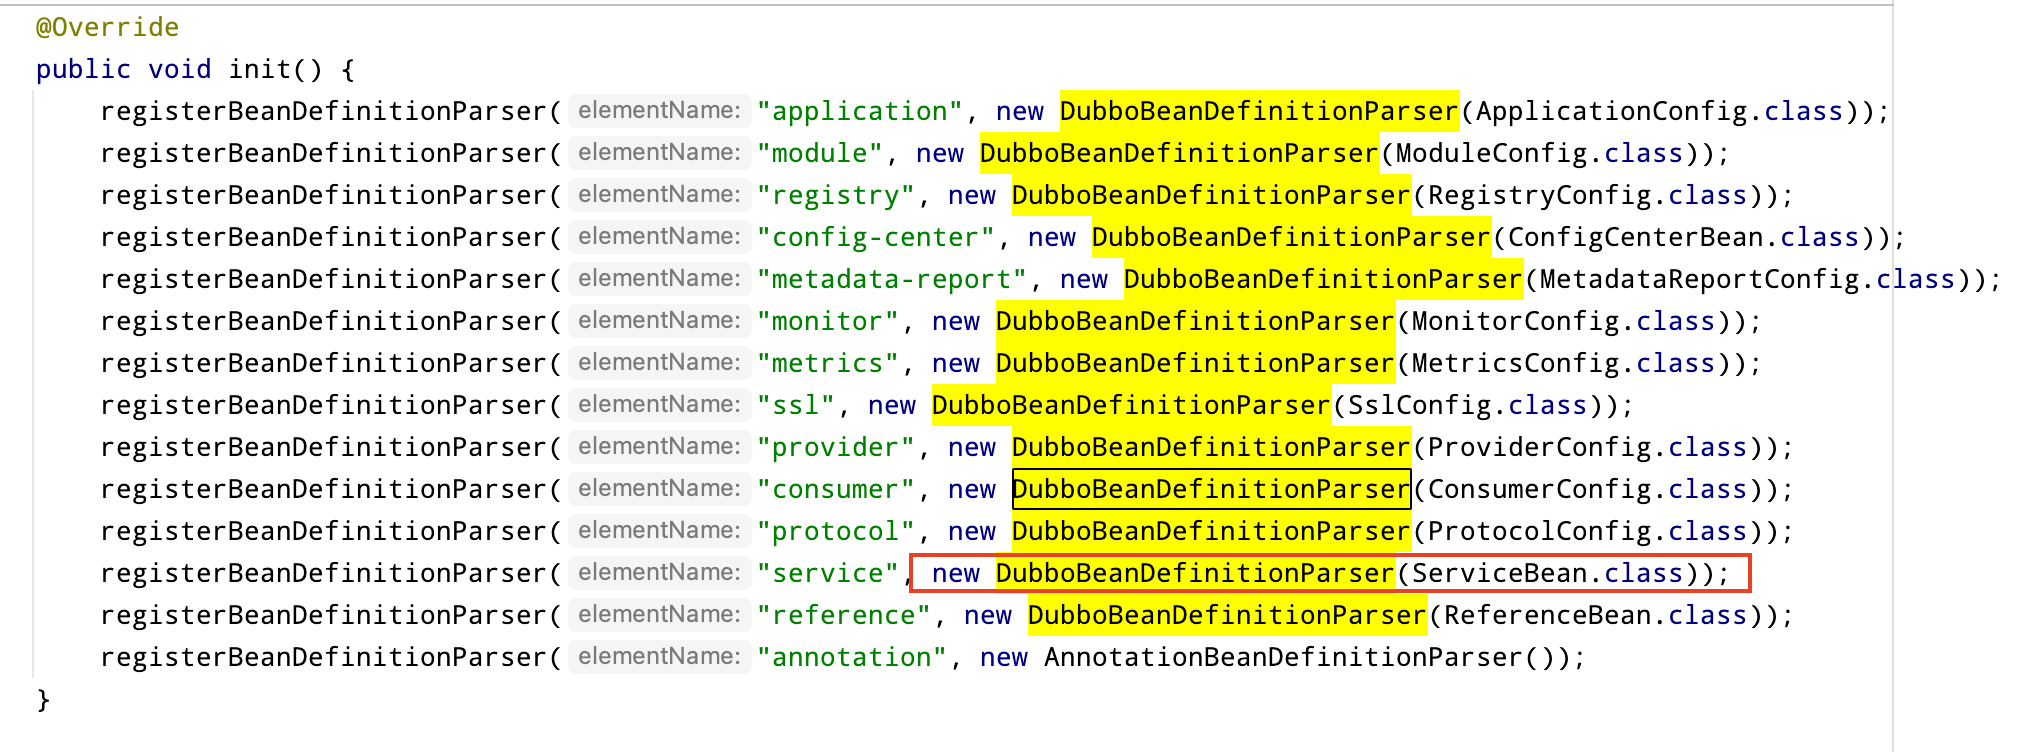 @Override
public void init() {
registerBeanDefinitionParser( elementName: "application", new DubboBeanDefinitionParser(ApplicationConfig.class));
registerBeanDefinitionParser( elementName: "module", new DubboBeanDefinitionParser(ModuleConfig.class));
registerBeanDefinitionParser( elementName: "registry", new DubboBeanDefinitionParser(RegistryConfig.class));
registerBeanDefinitionParser( elementName: "config-center", new DubboBeanDefinitionParser(ConfigCenterBean.class));
registerBeanDefinitionParser( elementName: "metadata-report", new DubboBeanDefinitionParser(MetadataReportConfig.class));
registerBeanDefinitionParser( elementName: "monitor", new DubboBeanDefinitionParser(MonitorConfig.class));
registerBeanDefinitionParser( elementName: "metrics", new DubboBeanDefinitionParser(MetricsConfig.class));
registerBeanDefinitionParser( elementName: "ssl", new DubboBeanDefinitionParser(SslConfig.class));
registerBeanDefinitionParser( elementName: "provider", new DubboBeanDefinitionParser(ProviderConfig.class));
registerBeanDefinitionParser( elementName: "consumer", new DubboBeanDefinitionParser(ConsumerConfig.class));
registerBeanDefinitionParser( elementName: "protocol", new DubboBeanDefinitionParser(ProtocolConfig.class));
registerBeanDefinitionParser( elementName: "service", new DubboBeanDefinitionParser(ServiceBean.class));
registerBeanDefinitionParser( elementName: "reference", new DubboBeanDefinitionParser(ReferenceBean.class));
registerBeanDefinitionParser( elementName: "annotation", new AnnotationBeanDefinitionParser());
}